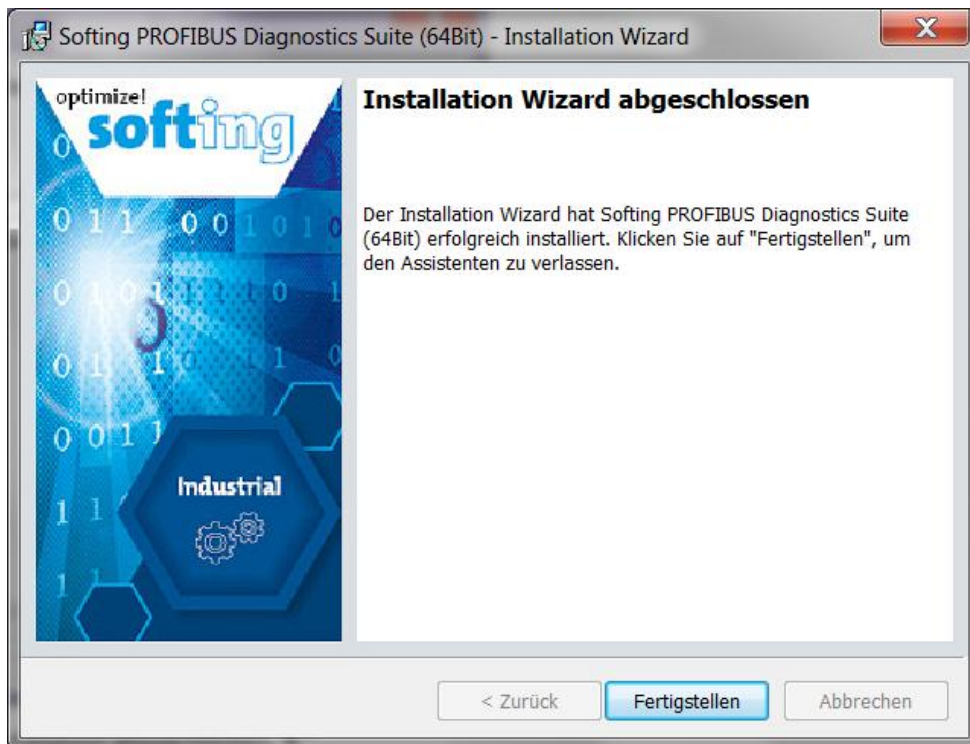 Softing PROFIBUS Diagnostics Suite (64Bit) - Installation Wizard
optimize!
softing
Installation Wizard abgeschlossen
Der Installation Wizard hat Softing PROFIBUS Diagnostics Suite
(64Bit) erfolgreich installiert. Klicken Sie auf "Fertigstellen", um
den Assistenten zu verlassen.
Industrial
< Zurück
Fertigstellen
Abbrechen